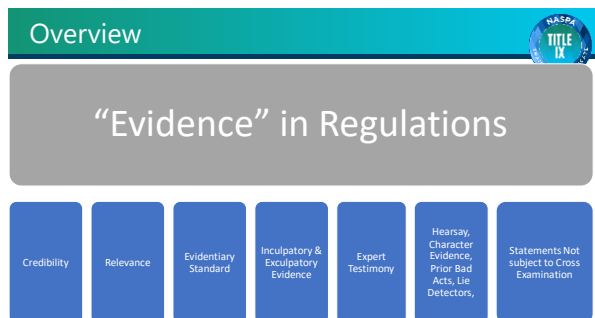 Overview
NASPA
TITLE
IX
“Evidence” in Regulations
Credibility
Relevance
Evidentiary
Standard
Inculpatory &
Exculpatory
Evidence
Expert
Testimony
Hearsay,
Character
Evidence,
Prior Bad
Acts, Lie
Detectors,
Statements Not
subject to Cross
Examination